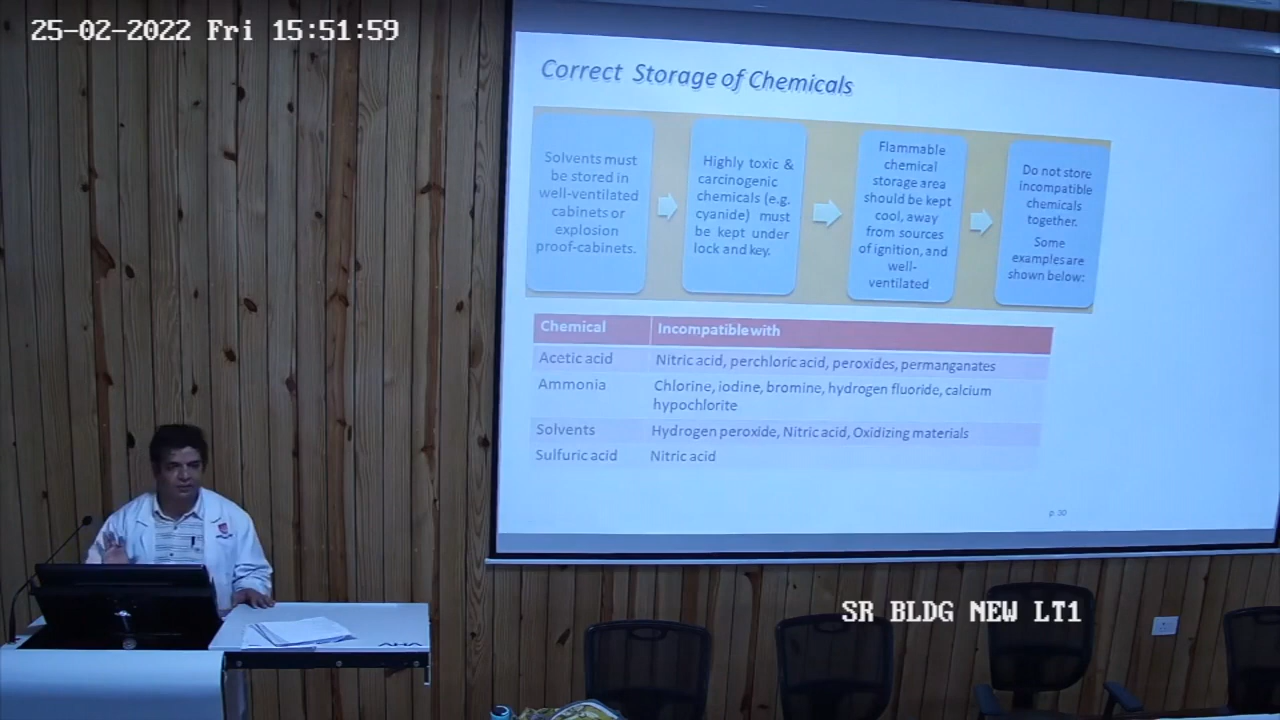 25-02-2022 Fri 15:51:59
Correct Storage of Chemicals
Solvents must
be stored in
well-ventilated
cabinets or
explosion
proof-cabinets.
Highly toxic &
carcinogenic
chemicals (e.g.
cyanide) must
be kept under
lock and key.
Flammable
chemical
storage area
should be kept
cool, away
from sources
of ignition, and
well-
ventilated
Do not store
incompatible
chemicals
together.
Some
examples are
shown below:
Chemical Incompatible with
Acetic acid Nitric acid, perchloric acid, peroxides, permanganates
Ammonia Chlorine, iodine, bromine, hydrogen fluoride, calcium
hypochlorite
Solvents Hydrogen peroxide, Nitric acid, Oxidizing materials
Sulfuric acid Nitric acid
p. 30
SR BLDG NEW LT1